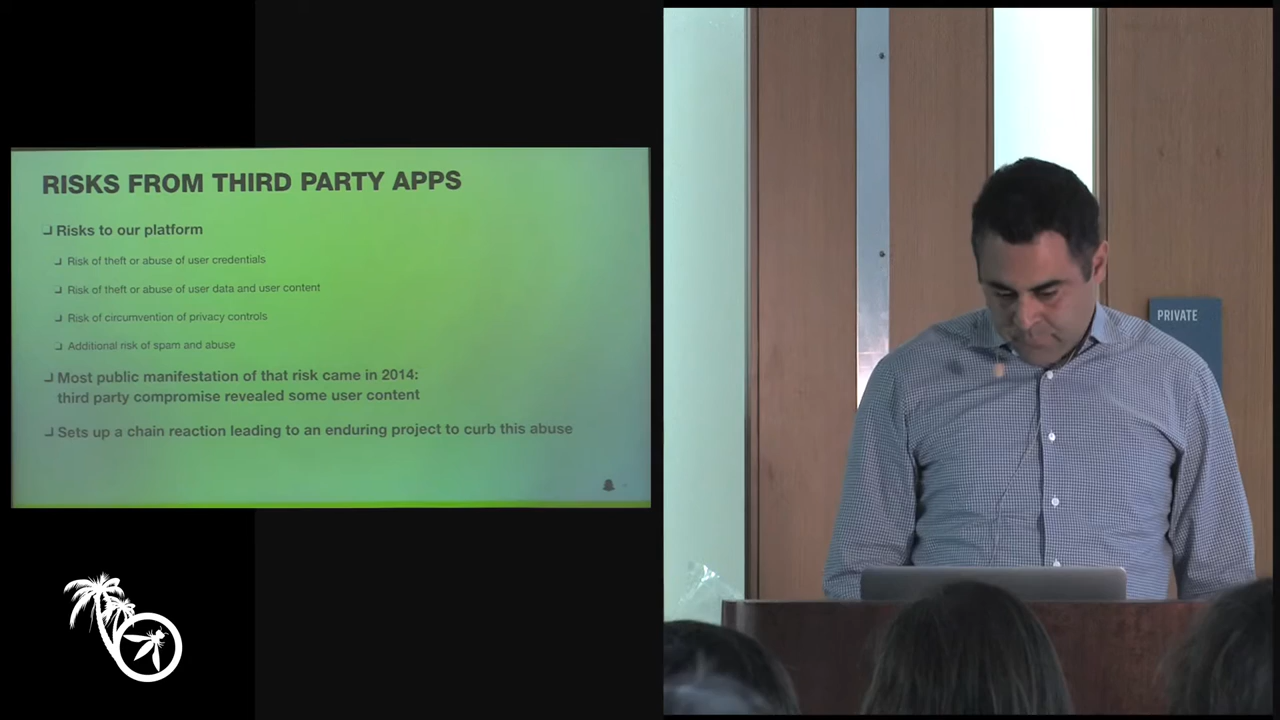 RISKS FROM THIRD PARTY APPS
Risks to our platform
Risk of theft or abuse of user credentials
Risk of theft or abuse of user data and user content
Risk of circumvention of privacy controls
Additional risk of spam and abuse
Most public manifestation of that risk came in 2014:
third party compromise revealed some user content
Sets up a chain reaction leading to an enduring project to curb this abuse
PRIVATE